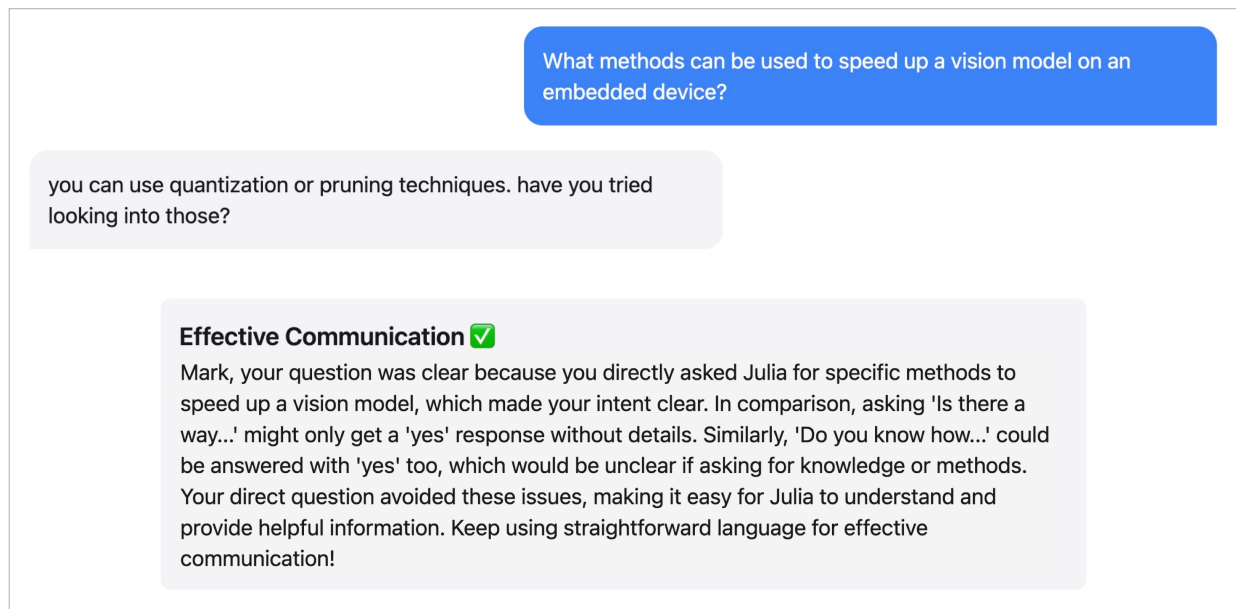 What methods can be used to speed up a vision model on an
embedded device?
you can use quantization or pruning techniques. have you tried
looking into those?
Effective Communication ✅
Mark, your question was clear because you directly asked Julia for specific methods to
speed up a vision model, which made your intent clear. In comparison, asking 'Is there a
way...' might only get a 'yes' response without details. Similarly, 'Do you know how...' could
be answered with 'yes' too, which would be unclear if asking for knowledge or methods.
Your direct question avoided these issues, making it easy for Julia to understand and
provide helpful information. Keep using straightforward language for effective
communication!